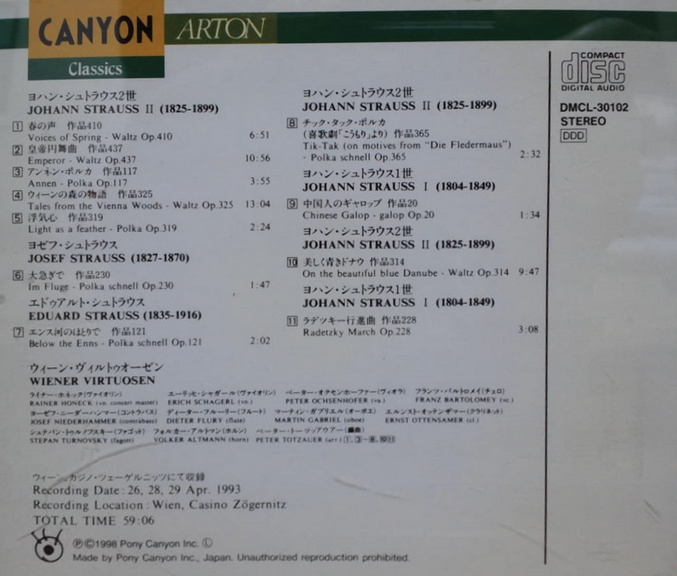 CANYON
Classics
ARTON
ヨハン・シュトラウス2世
JOHANN STRAUSS II (1825-1899)
1 春の声 作品410
Voices of Spring - Waltz Op.410 6:51
2 皇帝円舞曲 作品437
Emperor - Waltz Op.437 10:56
3 アンネン・ポルカ 作品117
Annen - Polka Op.117 3:55
4 ウィーンの森の物語 作品325
Tales from the Vienna Woods - Waltz Op.325 13:04
5 浮気心 作品319
Light as a feather - Polka Op.319 2:24
ヨゼフ・シュトラウス
JOSEF STRAUSS (1827-1870)
6 大急ぎで 作品230
Im Fluge - Polka schnell Op.230 1:47
エドゥアルト・シュトラウス
EDUARD STRAUSS (1835-1916)
7 エンス河のほとりで 作品121
Below the Enns - Polka schnell Op.121 2:02
ヨハン・シュトラウス2世
JOHANN STRAUSS II (1825-1899)
8 チック・タック・ポルカ
(喜歌劇「こうもり」より) 作品365
Tik-Tak (on motives from "Die Fledermaus")
- Polka schnell Op.365 2:32
ヨハン・シュトラウス1世
JOHANN STRAUSS I (1804-1849)
9 中国人のギャロップ 作品20
Chinese Galop - galop Op.20 1:34
ヨハン・シュトラウス2世
JOHANN STRAUSS II (1825-1899)
10 美しく青きドナウ 作品314
On the beautiful blue Danube - Waltz Op.314 9:47
ヨハン・シュトラウス1世
JOHANN STRAUSS I (1804-1849)
11 ラデツキー行進曲 作品228
Radetzky March Op.228 3:08
COMPACT
disc
DIGITAL AUDIO
DMCL-30102
STEREO
DDD
ウィーン・ヴィルトゥオーゼン
WIENER VIRTUOSEN
ライナー・ホネック(ヴァイオリン) エーリッヒ・シャガール(ヴァイオリン) ペーター・オクセンホーファー(ヴィオラ) フランツ・バルトロメイ(チェロ)
RAINER HONECK (vn. concert master) ERICH SCHAGERL (vn.) PETER OCHSENHOFER (va.) FRANZ BARTOLOMEY (vc.)
ヨーゼフ・ニーダーハンマー(コントラバス) ディーター・フルーリー(フルート) マーティン・ガブリエル(オーボエ) エルンスト・オッテンザマー(クラリネット)
JOSEF NIEDERHAMMER (contrabass) DIETER FLURY (flute) MARTIN GABRIEL (oboe) ERNST OTTENSAMER (cl.)
シュテパン・トゥルノフスキー(ファゴット) フォルカー・アルトマン(ホルン) ペーター・トーツァウアー(編曲)
STEPAN TURNOVSKY (fagott) VOLKER ALTMANN (horn) PETER TOTZAUER (arr.)
ウィーン、カジノ・ツェーゲルニッツにて収録
Recording Date : 26, 28, 29 Apr. 1993
Recording Location : Wien, Casino Zögernitz
TOTAL TIME 59:06
Ⓟ©1998 Pony Canyon Inc. Ⓛ
Made by Pony Canyon Inc., Japan. Unauthorized reproduction prohibited.